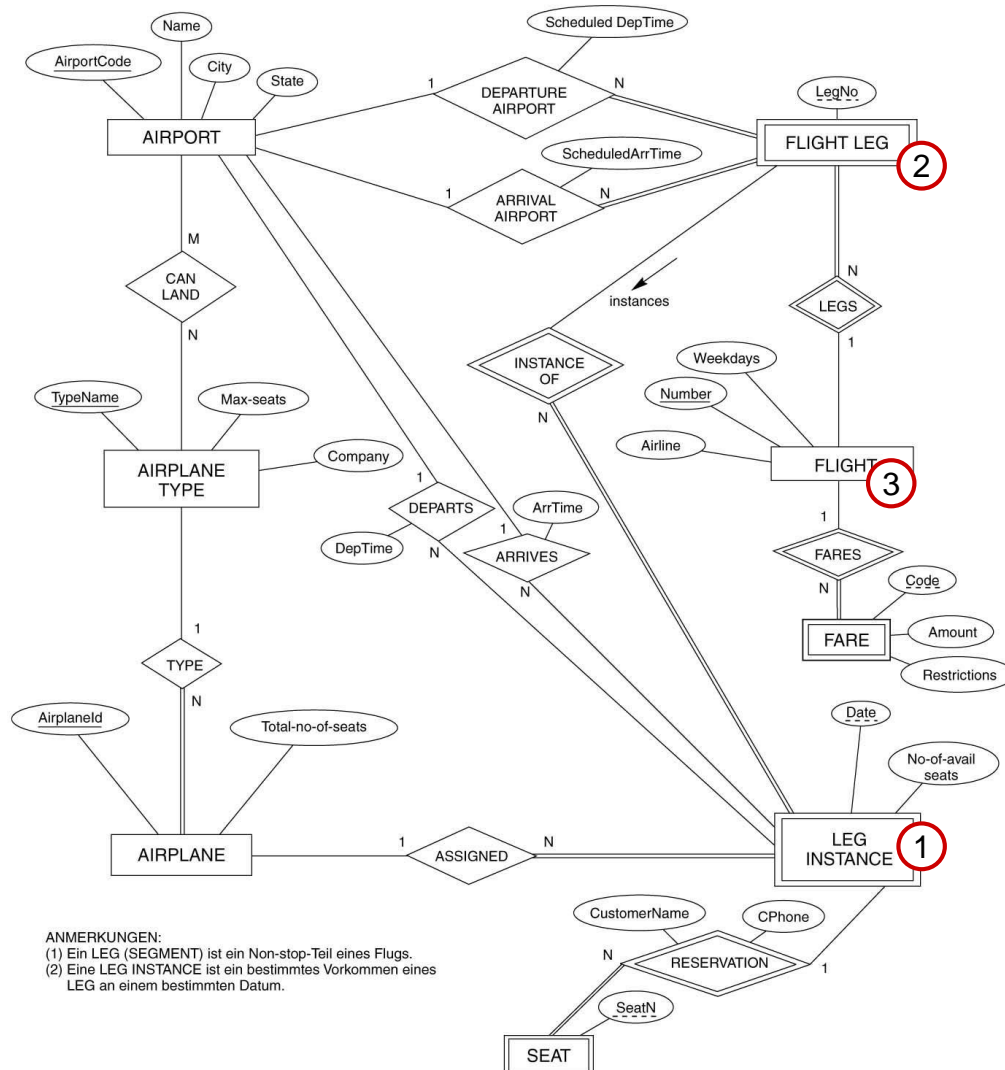 Name
Scheduled DepTime
AirportCode
City
State
1
DEPARTURE
AIRPORT
N
LegNo
AIRPORT
FLIGHT LEG
2
ScheduledArrTime
1
ARRIVAL
AIRPORT
N
M
CAN
LAND
N
instances
N
LEGS
1
INSTANCE
OF
N
Weekdays
Number
Airline
FLIGHT
3
TypeName
Max-seats
Company
AIRPLANE
TYPE
1
DEPARTS
N
DepTime
1
ArrTime
ARRIVES
N
1
FARES
N
Code
FARE
Amount
Restrictions
1
TYPE
N
AirplaneId
Total-no-of-seats
Date
No-of-avail
seats
AIRPLANE
1
ASSIGNED
N
LEG
INSTANCE
1
CustomerName
CPhone
N
RESERVATION
1
ANMERKUNGEN:
(1) Ein LEG (SEGMENT) ist ein Non-stop-Teil eines Flugs.
(2) Eine LEG INSTANCE ist ein bestimmtes Vorkommen eines
LEG an einem bestimmten Datum.
SeatN
SEAT